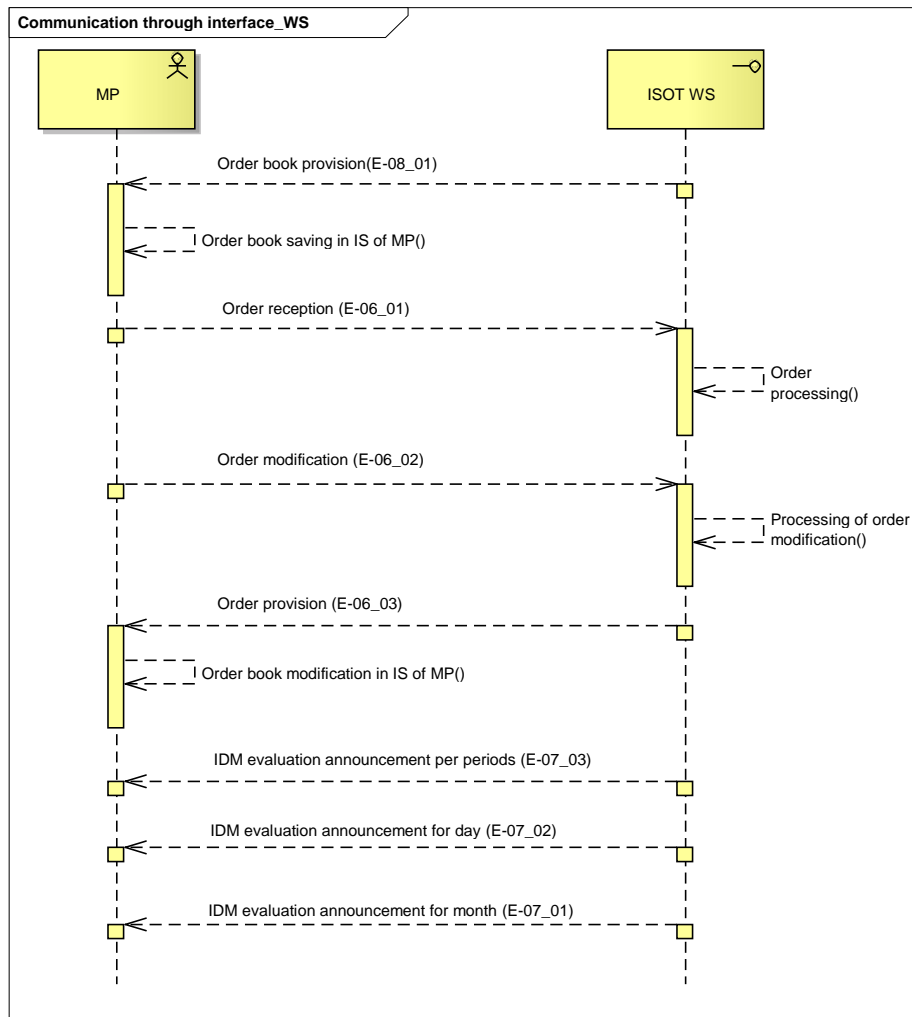 Communication through interface_WS
MP
ISOT WS
Order book provision(E-08_01)
Order book saving in IS of MP()
Order reception (E-06_01)
Order
processing()
Order modification (E-06_02)
Processing of order
modification()
Order provision (E-06_03)
Order book modification in IS of MP()
IDM evaluation announcement per periods (E-07_03)
IDM evaluation announcement for day (E-07_02)
IDM evaluation announcement for month (E-07_01)